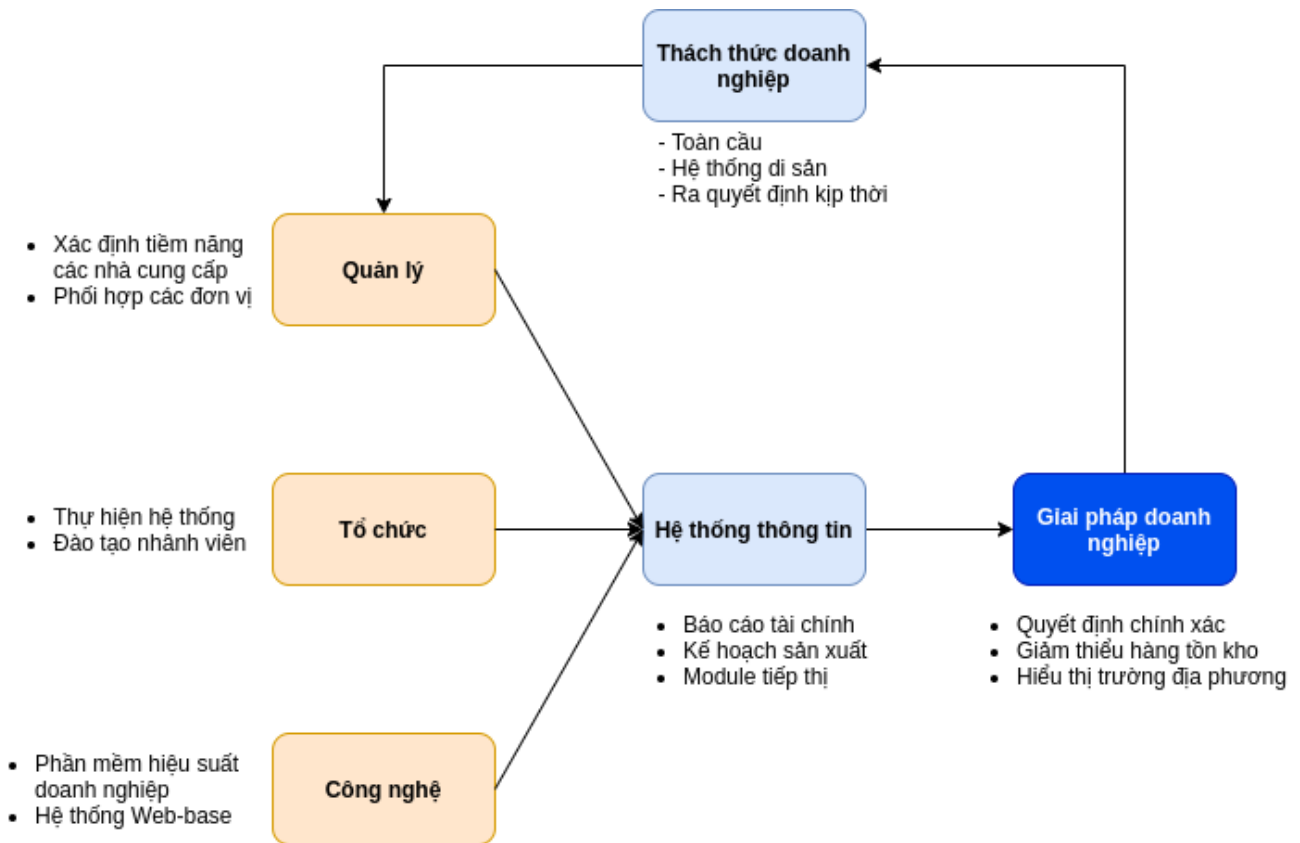 Thách thức doanh
nghiệp
- Toàn cầu
- Hệ thống di sản
- Ra quyết định kịp thời
• Xác định tiềm năng
các nhà cung cấp
• Phối hợp các đơn vị
Quản lý
• Thự hiện hệ thống
• Đào tạo nhânh viên
Tổ chức
Hệ thống thông tin
• Báo cáo tài chính
• Kế hoạch sản xuất
• Module tiếp thị
Giai pháp doanh
nghiệp
• Quyết định chính xác
• Giảm thiểu hàng tồn kho
• Hiểu thị trường địa phương
• Phần mềm hiệu suất
doanh nghiệp
• Hệ thống Web-base
Công nghệ